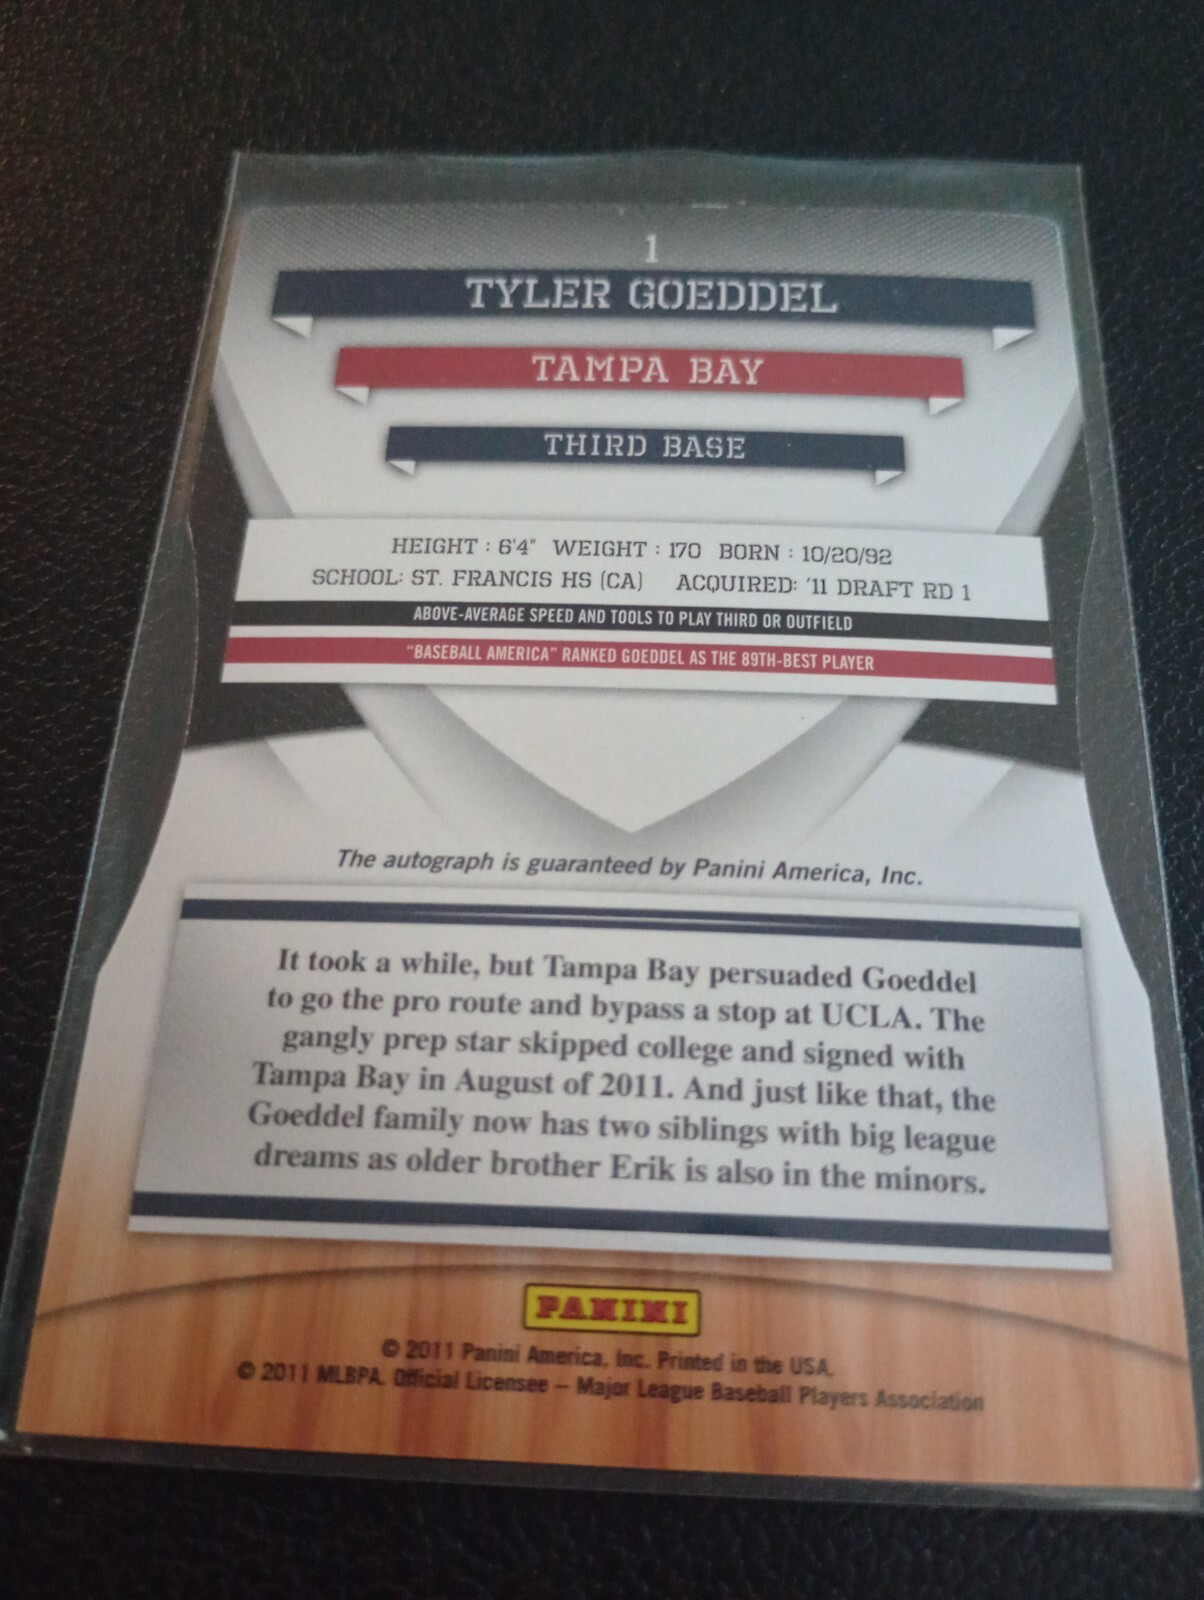 1
TYLER GOEDDEL
TAMPA BAY
THIRD BASE
HEIGHT : 6'4" WEIGHT : 170 BORN : 10/20/92
SCHOOL: ST. FRANCIS HS (CA) ACQUIRED: '11 DRAFT RD 1
ABOVE-AVERAGE SPEED AND TOOLS TO PLAY THIRD OR OUTFIELD
"BASEBALL AMERICA" RANKED GOEDDEL AS THE 89TH-BEST PLAYER
The autograph is guaranteed by Panini America, Inc.
It took a while, but Tampa Bay persuaded Goeddel
to go the pro route and bypass a stop at UCLA. The
gangly prep star skipped college and signed with
Tampa Bay in August of 2011. And just like that, the
Goeddel family now has two siblings with big league
dreams as older brother Erik is also in the minors.
PANINI
© 2011 Panini America, Inc. Printed in the USA.
© 2011 MLBPA. Official Licensee – Major League Baseball Players Association